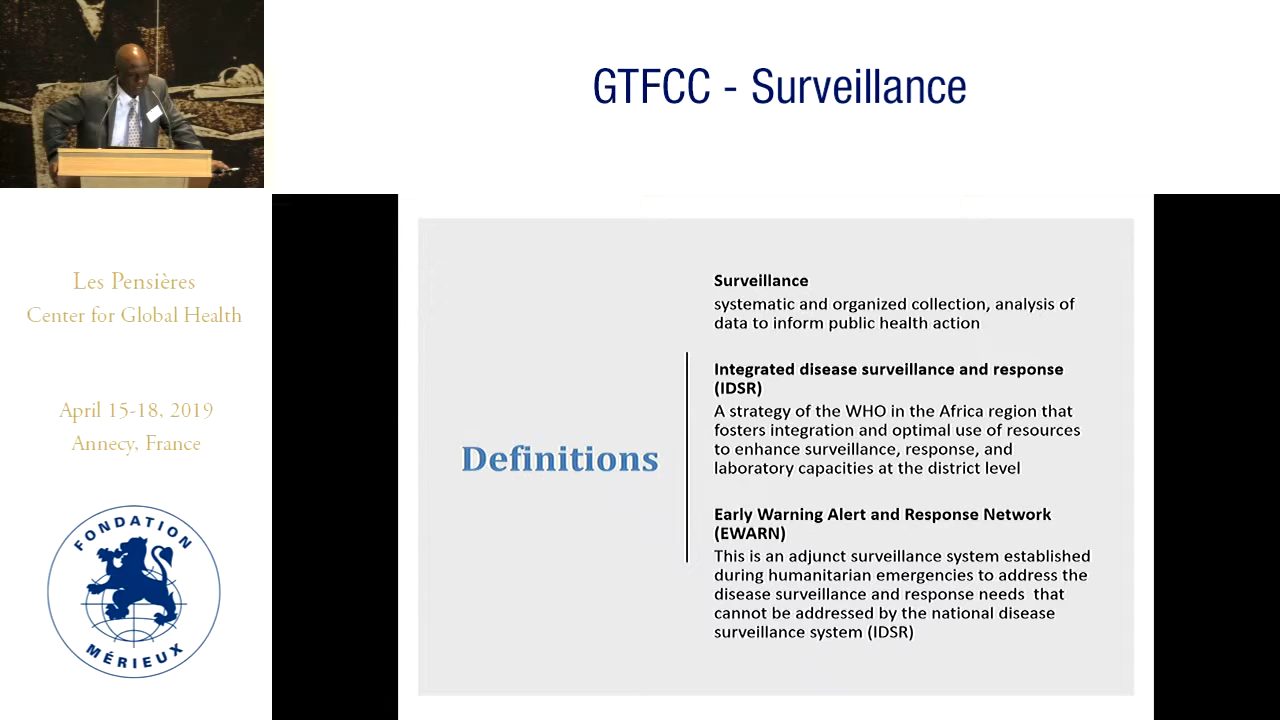 GTFCC - Surveillance
Les Pensières
Center for Global Health
April 15-18, 2019
Annecy, France
FONDATION
MÉRIEUX
Definitions
Surveillance
systematic and organized collection, analysis of
data to inform public health action
Integrated disease surveillance and response
(IDSR)
A strategy of the WHO in the Africa region that
fosters integration and optimal use of resources
to enhance surveillance, response, and
laboratory capacities at the district level
Early Warning Alert and Response Network
(EWARN)
This is an adjunct surveillance system established
during humanitarian emergencies to address the
disease surveillance and response needs that
cannot be addressed by the national disease
surveillance system (IDSR)